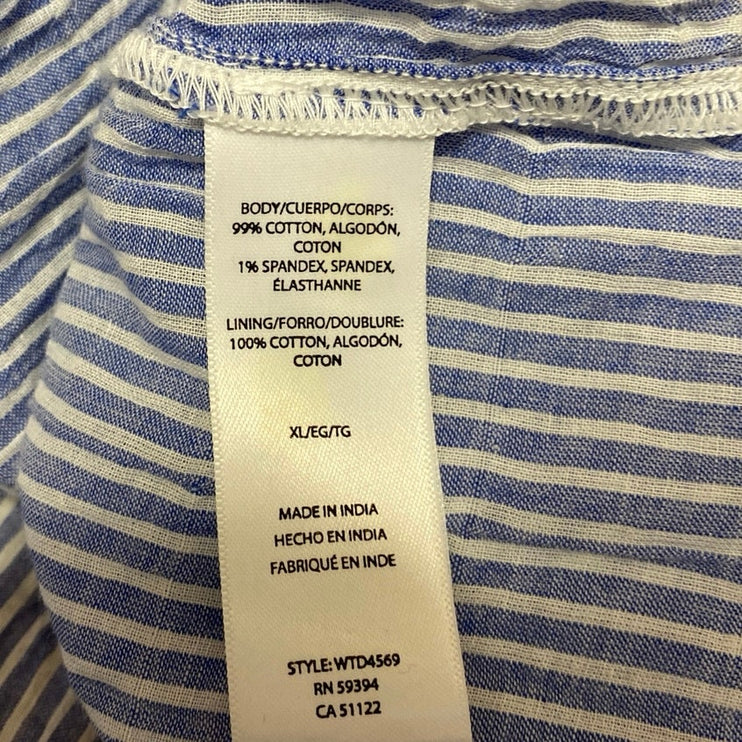 BODY/CUERPO/CORPS:
99% COTTON, ALGODÓN,
COTON
1% SPANDEX, SPANDEX,
ÉLASTHANNE
LINING/FORRO/DOUBLURE:
100% COTTON, ALGODÓN,
COTON
XL/EG/TG
MADE IN INDIA
HECHO EN INDIA
FABRIQUÉ EN INDE
STYLE: WTD4569
RN 59394
CA 51122